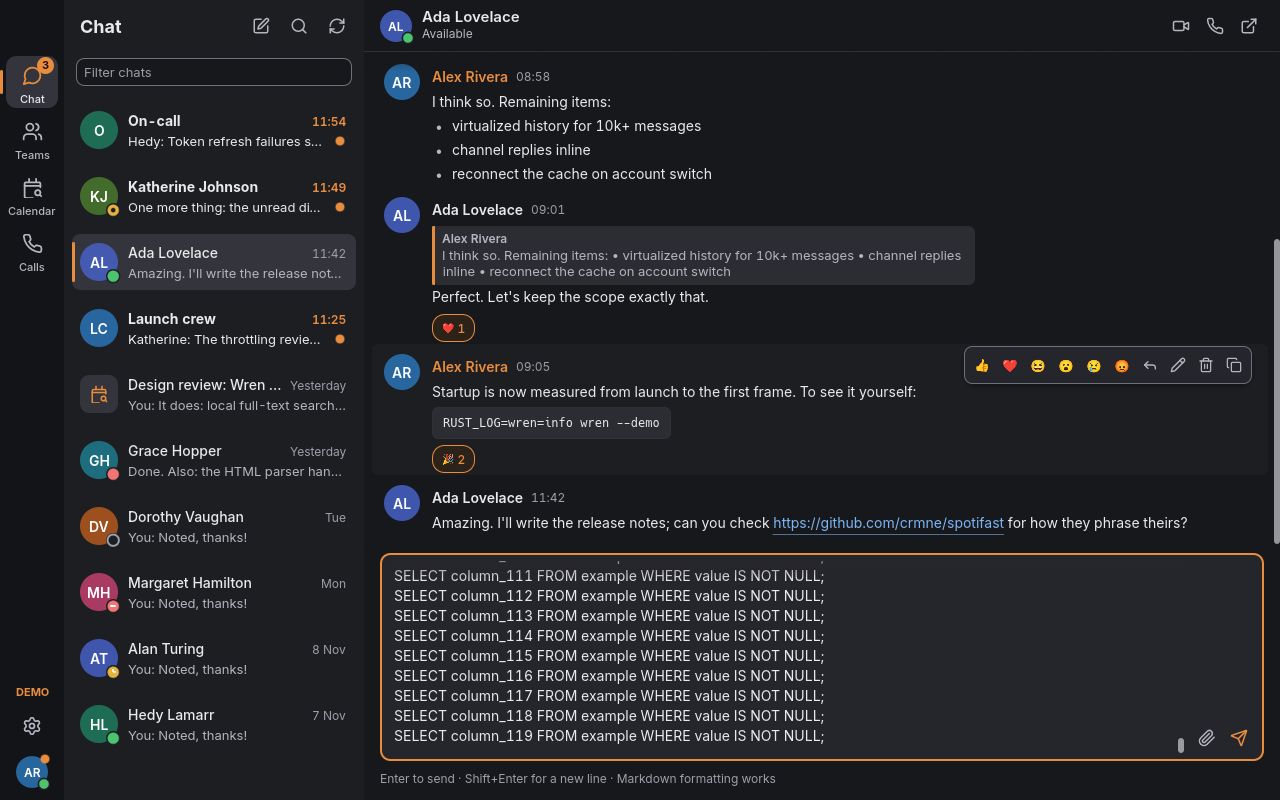 Chat
3
Chat
Teams
Calendar
Calls
DEMO
AR
Filter chats
O
On-call
11:54
Hedy: Token refresh failures s...
KJ
Katherine Johnson
11:49
One more thing: the unread di...
AL
Ada Lovelace
11:42
Amazing. I'll write the release not...
LC
Launch crew
11:25
Katherine: The throttling revie...
Design review: Wren ...
Yesterday
You: It does: local full-text search...
GH
Grace Hopper
Yesterday
Done. Also: the HTML parser han...
DV
Dorothy Vaughan
Tue
You: Noted, thanks!
MH
Margaret Hamilton
Mon
You: Noted, thanks!
AT
Alan Turing
8 Nov
You: Noted, thanks!
HL
Hedy Lamarr
7 Nov
You: Noted, thanks!
AL
Ada Lovelace
Available
AR
Alex Rivera 08:58
I think so. Remaining items:
• virtualized history for 10k+ messages
• channel replies inline
• reconnect the cache on account switch
AL
Ada Lovelace 09:01
Alex Rivera
I think so. Remaining items: • virtualized history for 10k+ messages • channel replies
inline • reconnect the cache on account switch
Perfect. Let's keep the scope exactly that.
❤️ 1
AR
Alex Rivera 09:05
👍 ❤️ 😆 😮 😢 😡
Startup is now measured from launch to the first frame. To see it yourself:
RUST_LOG=wren=info wren --demo
🎉 2
AL
Ada Lovelace 11:42
Amazing. I'll write the release notes; can you check https://github.com/crmne/spotifast for how they phrase theirs?
SELECT column_111 FROM example WHERE value IS NOT NULL;
SELECT column_112 FROM example WHERE value IS NOT NULL;
SELECT column_113 FROM example WHERE value IS NOT NULL;
SELECT column_114 FROM example WHERE value IS NOT NULL;
SELECT column_115 FROM example WHERE value IS NOT NULL;
SELECT column_116 FROM example WHERE value IS NOT NULL;
SELECT column_117 FROM example WHERE value IS NOT NULL;
SELECT column_118 FROM example WHERE value IS NOT NULL;
SELECT column_119 FROM example WHERE value IS NOT NULL;
Enter to send · Shift+Enter for a new line · Markdown formatting works